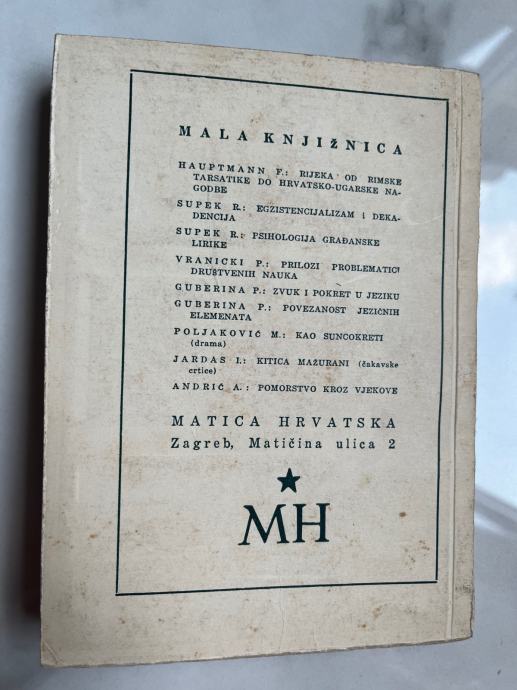 MALA KNJIŽNICA
HAUPTMANN F.: RIJEKA OD RIMSKE
TARSATIKE DO HRVATSKO-UGARSKE NA-
GODBE
SUPEK R.: EGZISTENCIJALIZAM I DEKA-
DENCIJA
SUPEK R.: PSIHOLOGIJA GRAĐANSKE
LIRIKE
VRANICKI P.: PRILOZI PROBLEMATICI
DRUŠTVENIH NAUKA
GUBERINA P.: ZVUK I POKRET U JEZIKU
GUBERINA P.: POVEZANOST JEZIČNIH
ELEMENATA
POLJAKOVIĆ M.: KAO SUNCOKRETI
(drama)
JARDAS I.: KITICA MAŽURANI (čakavske
crtice)
ANDRIĆ A.: POMORSTVO KROZ VJEKOVE
MATICA HRVATSKA
Zagreb, Matičina ulica 2
MH